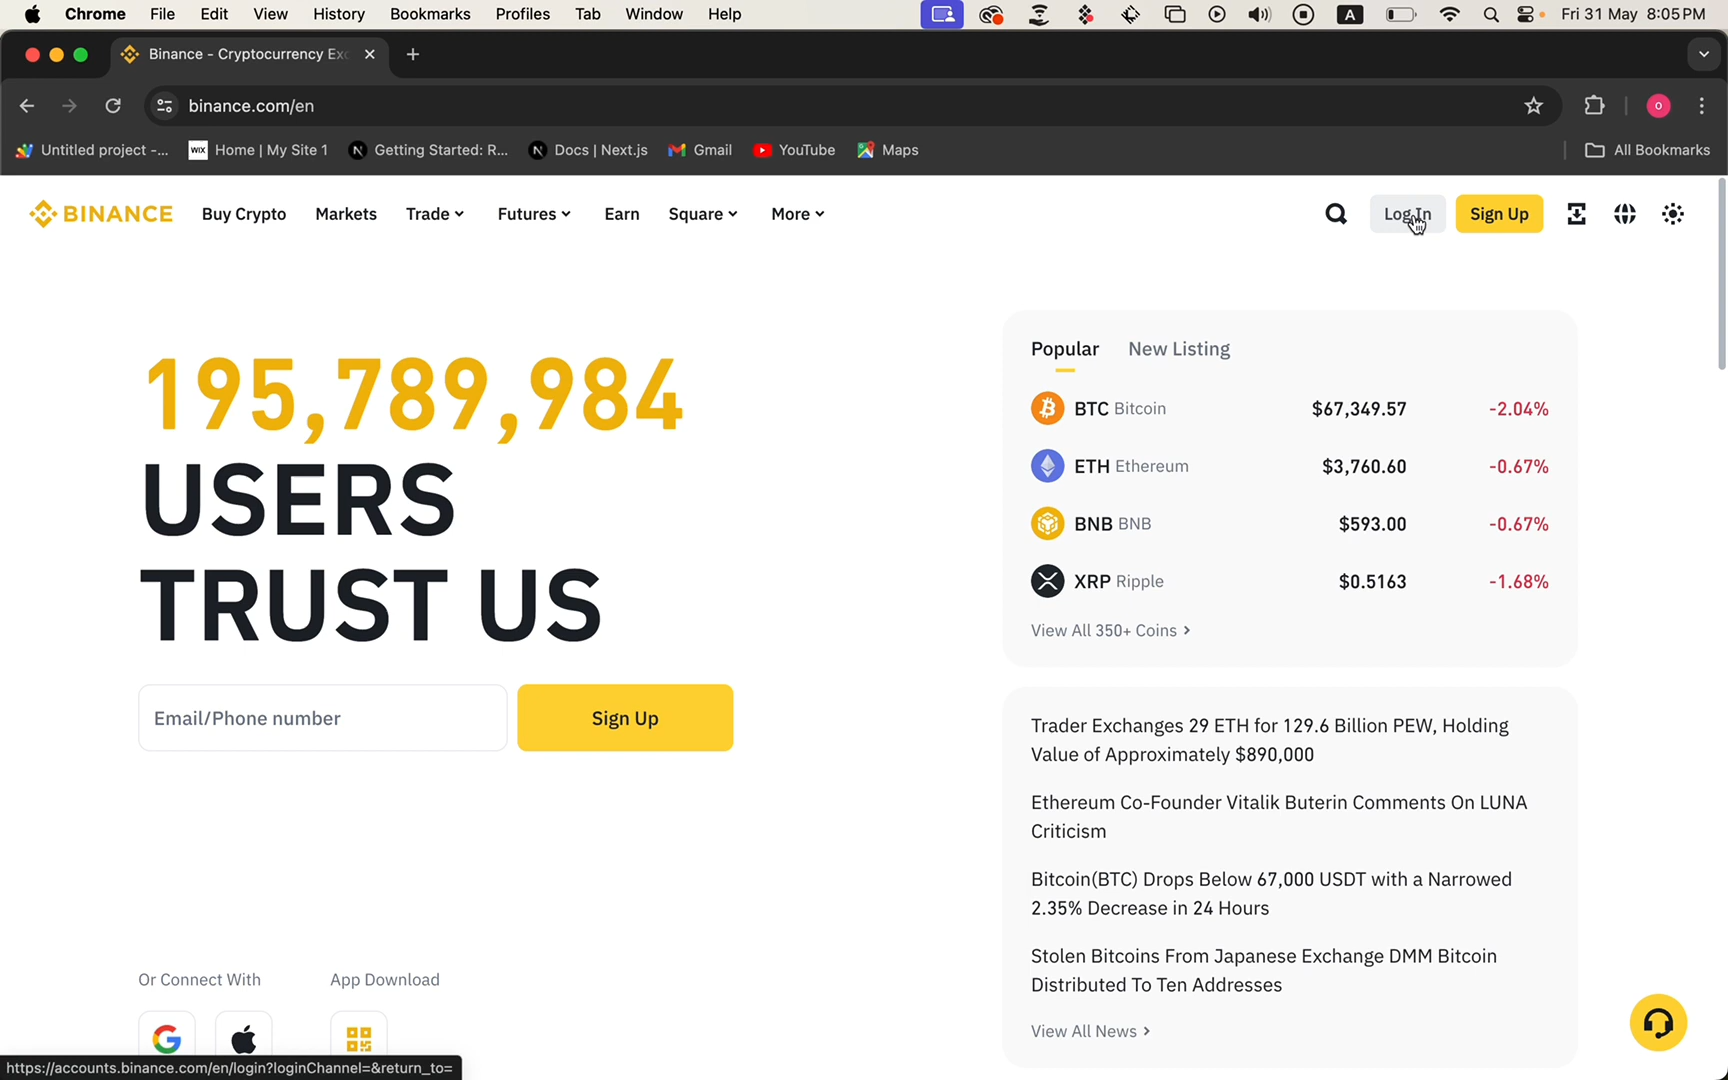 Chrome File Edit View History Bookmarks Profiles Tab Window Help A Fri 31 May 8:05 PM
Binance - Cryptocurrency Exc
binance.com/en
o
Untitled project -... WIX Home | My Site 1 N Getting Started: R... N Docs | Next.js Gmail YouTube Maps All Bookmarks
BINANCE Buy Crypto Markets Trade Futures Earn Square More Log In Sign Up
195,789,984
USERS
TRUST US
Email/Phone number Sign Up
Or Connect With App Download
Popular New Listing
BTC Bitcoin $67,349.57 -2.04%
ETH Ethereum $3,760.60 -0.67%
BNB BNB $593.00 -0.67%
XRP Ripple $0.5163 -1.68%
View All 350+ Coins >
Trader Exchanges 29 ETH for 129.6 Billion PEW, Holding
Value of Approximately $890,000
Ethereum Co-Founder Vitalik Buterin Comments On LUNA
Criticism
Bitcoin(BTC) Drops Below 67,000 USDT with a Narrowed
2.35% Decrease in 24 Hours
Stolen Bitcoins From Japanese Exchange DMM Bitcoin
Distributed To Ten Addresses
View All News >
https://accounts.binance.com/en/login?loginChannel=&return_to=